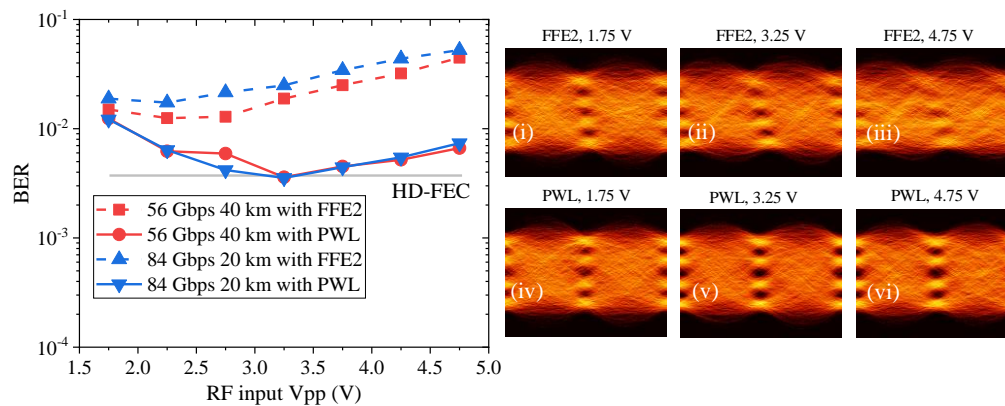 10⁻¹
10⁻²
10⁻³
10⁻⁴
BER
HD-FEC
56 Gbps 40 km with FFE2
56 Gbps 40 km with PWL
84 Gbps 20 km with FFE2
84 Gbps 20 km with PWL
1.5 2.0 2.5 3.0 3.5 4.0 4.5 5.0
RF input Vpp (V)
FFE2, 1.75 V FFE2, 3.25 V FFE2, 4.75 V
(i) (ii) (iii)
PWL, 1.75 V PWL, 3.25 V PWL, 4.75 V
(iv) (v) (vi)